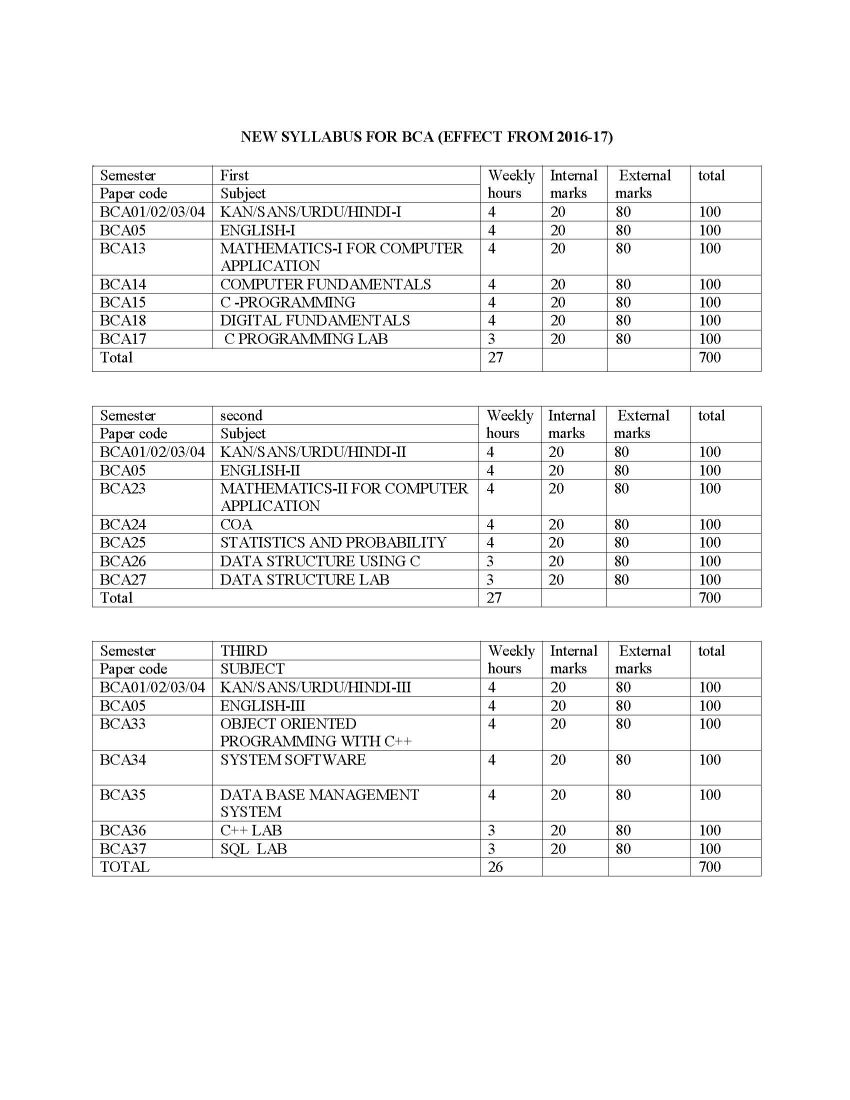 NEW SYLLABUS FOR BCA (EFFECT FROM 2016-17)
Semester First Weekly hours Internal marks External marks total
Paper code Subject
BCA01/02/03/04 KAN/SANS/URDU/HINDI-I 4 20 80 100
BCA05 ENGLISH-I 4 20 80 100
BCA13 MATHEMATICS-I FOR COMPUTER APPLICATION 4 20 80 100
BCA14 COMPUTER FUNDAMENTALS 4 20 80 100
BCA15 C -PROGRAMMING 4 20 80 100
BCA18 DIGITAL FUNDAMENTALS 4 20 80 100
BCA17 C PROGRAMMING LAB 3 20 80 100
Total 27 700
Semester second Weekly hours Internal marks External marks total
Paper code Subject
BCA01/02/03/04 KAN/SANS/URDU/HINDI-II 4 20 80 100
BCA05 ENGLISH-II 4 20 80 100
BCA23 MATHEMATICS-II FOR COMPUTER APPLICATION 4 20 80 100
BCA24 COA 4 20 80 100
BCA25 STATISTICS AND PROBABILITY 4 20 80 100
BCA26 DATA STRUCTURE USING C 3 20 80 100
BCA27 DATA STRUCTURE LAB 3 20 80 100
Total 27 700
Semester THIRD Weekly hours Internal marks External marks total
Paper code SUBJECT
BCA01/02/03/04 KAN/SANS/URDU/HINDI-III 4 20 80 100
BCA05 ENGLISH-III 4 20 80 100
BCA33 OBJECT ORIENTED PROGRAMMING WITH C++ 4 20 80 100
BCA34 SYSTEM SOFTWARE 4 20 80 100
BCA35 DATA BASE MANAGEMENT SYSTEM 4 20 80 100
BCA36 C++ LAB 3 20 80 100
BCA37 SQL LAB 3 20 80 100
TOTAL 26 700